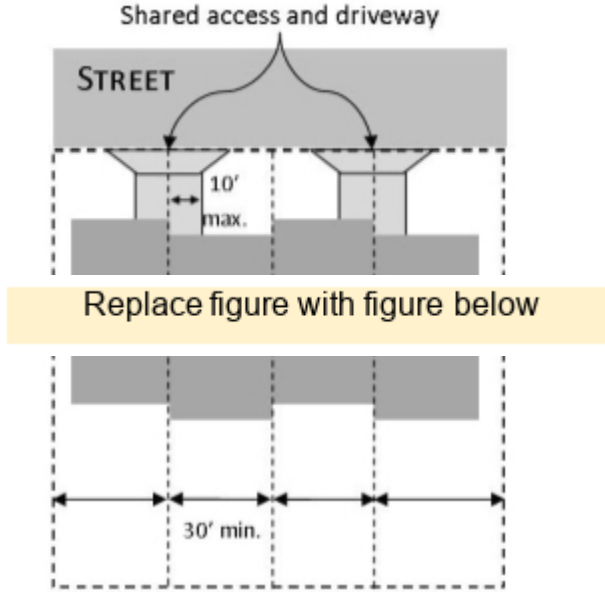 Shared access and driveway
STREET
10'
max.
Replace figure with figure below
30' min.